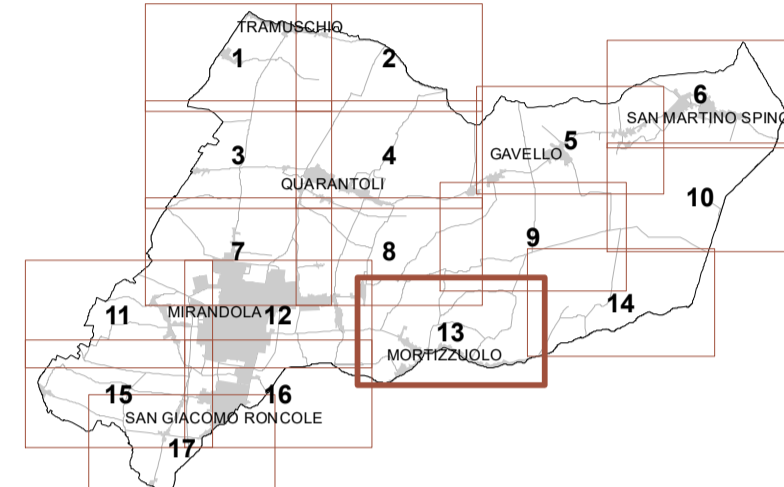 TRAMUSCHIO
1
2
6
SAN MARTINO SPINO
5
3
4
GAVELLO
QUARANTOLI
10
7
8
9
14
11
MIRANDOLA 12
13
MORTIZZUOLO
15
16
SAN GIACOMO RONCOLE
17